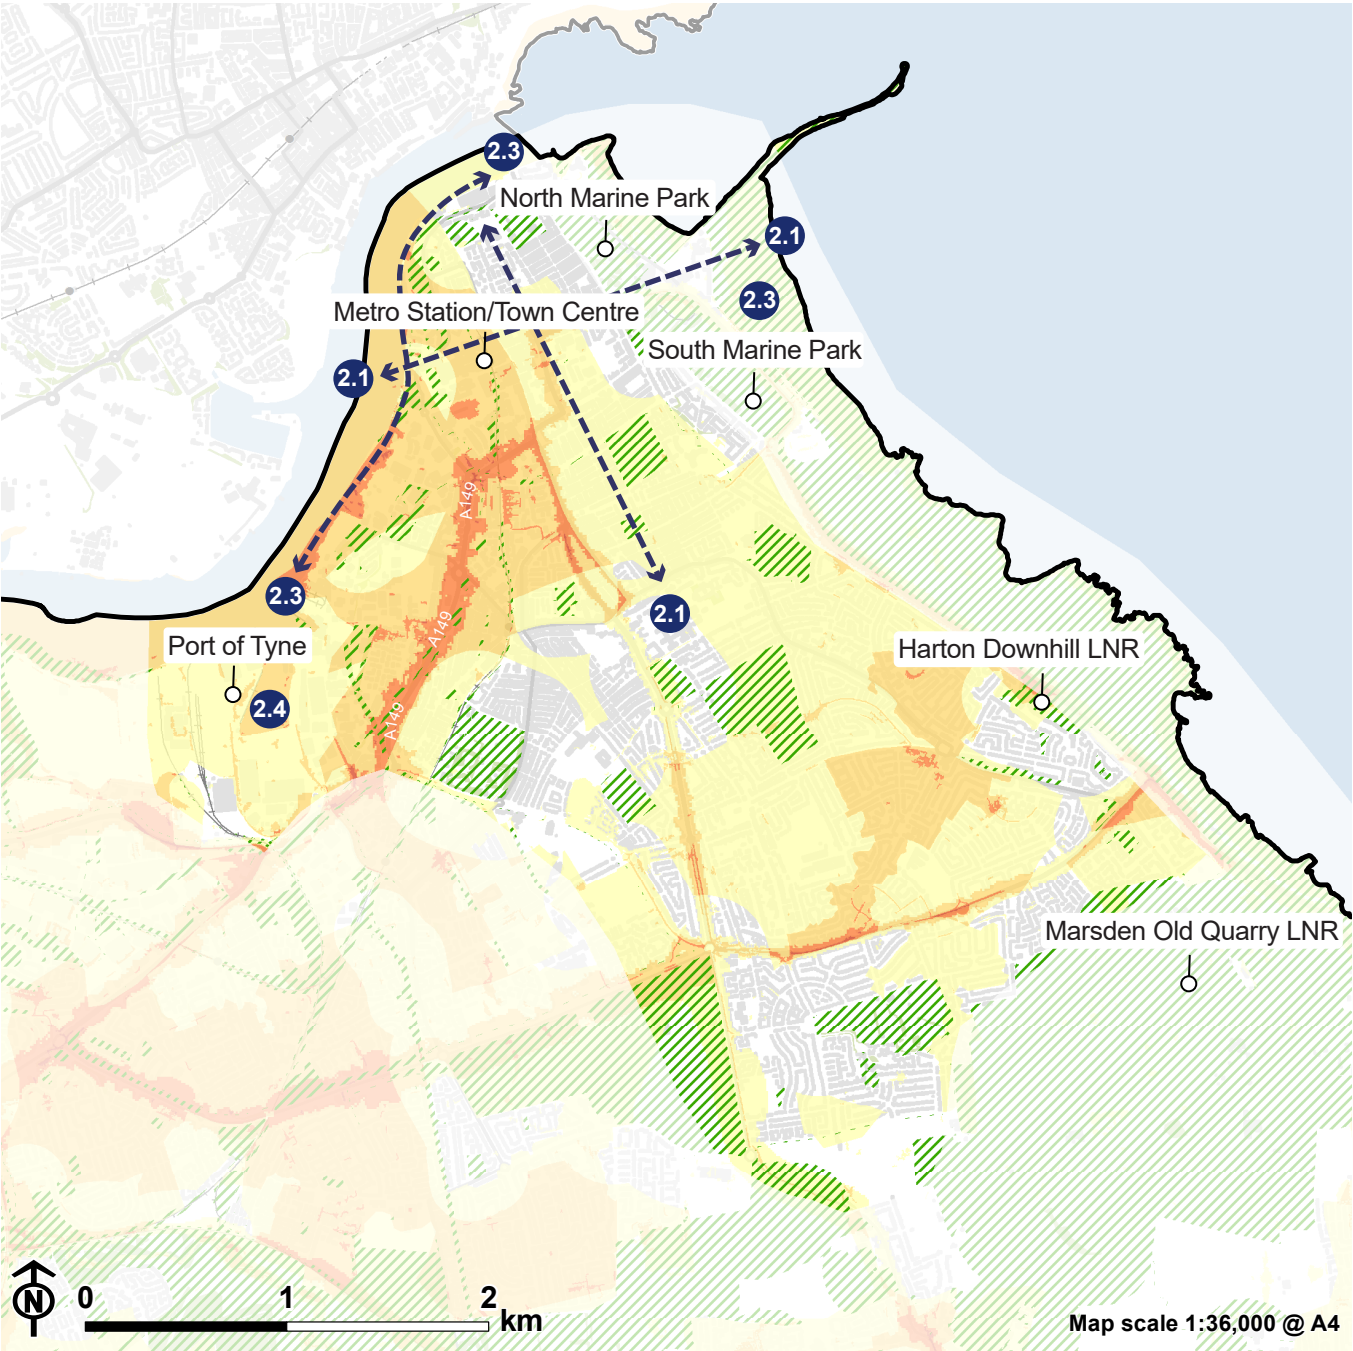 2.3
North Marine Park
2.1
2.3
Metro Station/Town Centre
South Marine Park
2.1
A149
2.3
2.1
A149
Port of Tyne
Harton Downhill LNR
2.4
A149
Marsden Old Quarry LNR
N
0 1 2 km
Map scale 1:36,000 @ A4